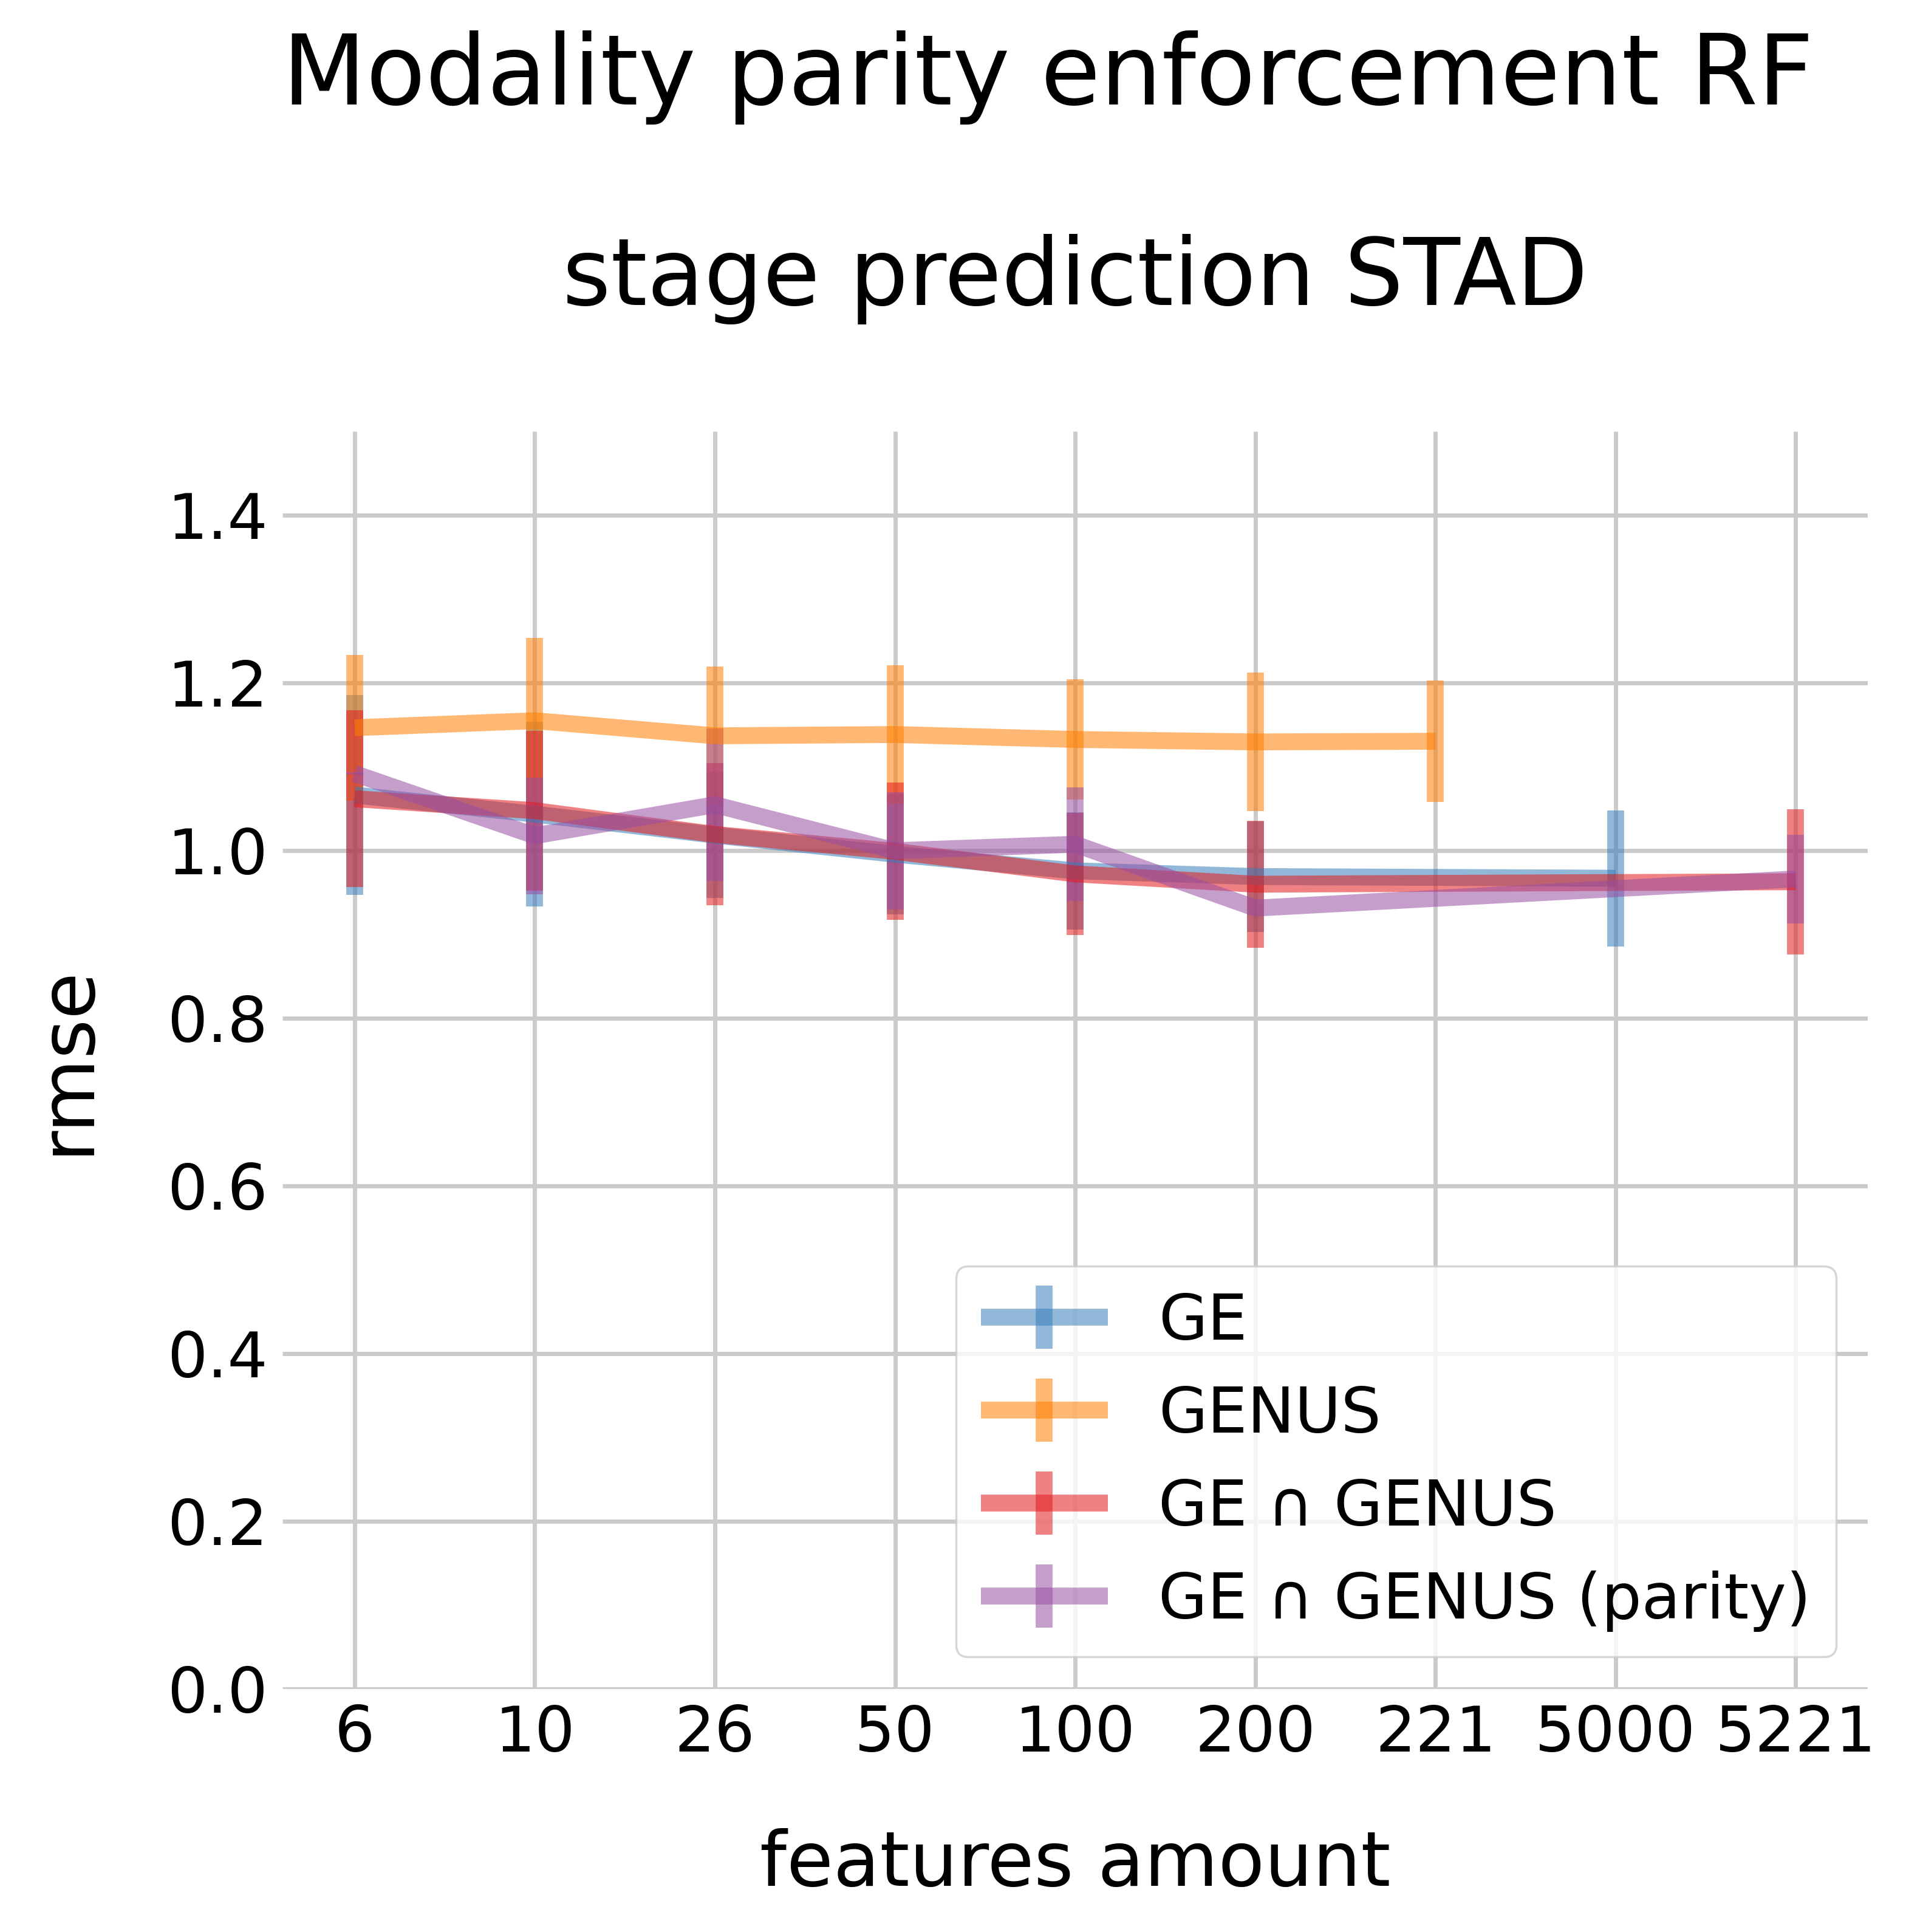 Modality parity enforcement RF
stage prediction STAD
1.4
1.2
1.0
0.8
0.6
0.4
0.2
0.0
rmse
GE
GENUS
GE ∩ GENUS
GE ∩ GENUS (parity)
6 10 26 50 100 200 221 5000 5221
features amount